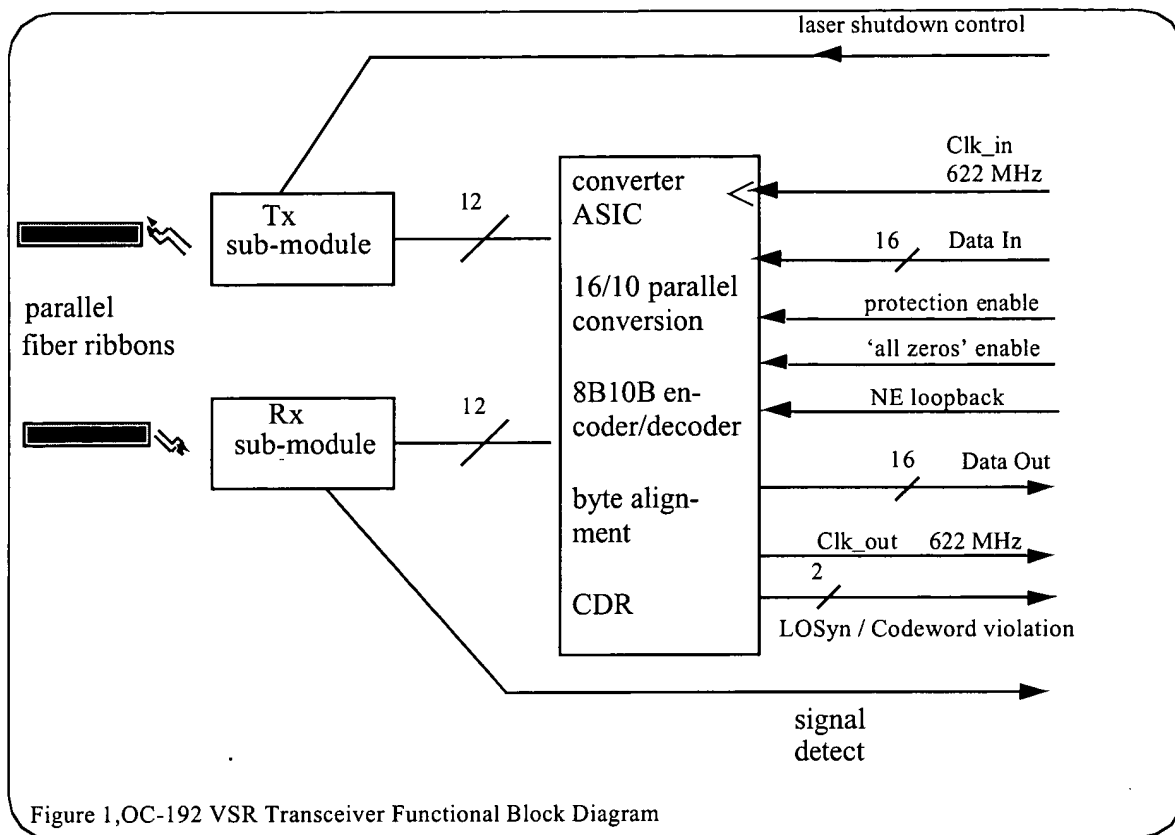 laser shutdown control
Clk_in
622 MHz
converter
ASIC
12
Tx
sub-module
16
Data In
parallel
fiber ribbons
16/10 parallel
conversion
protection enable
‘all zeros’ enable
12
Rx
sub-module
8B10B en-
coder/decoder
NE loopback
16
Data Out
byte align-
ment
Clk_out
622 MHz
2
CDR
LOSyn / Codeword violation
signal
detect
Figure 1,OC-192 VSR Transceiver Functional Block Diagram